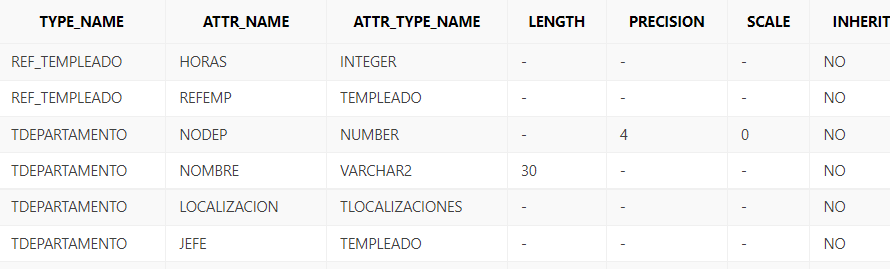 TYPE_NAME ATTR_NAME ATTR_TYPE_NAME LENGTH PRECISION SCALE INHERIT
REF_TEMPLEADO HORAS INTEGER - - - NO
REF_TEMPLEADO REFEMP TEMPLEADO - - - NO
TDEPARTAMENTO NODEP NUMBER - 4 0 NO
TDEPARTAMENTO NOMBRE VARCHAR2 30 - - NO
TDEPARTAMENTO LOCALIZACION TLOCALIZACIONES - - - NO
TDEPARTAMENTO JEFE TEMPLEADO - - - NO